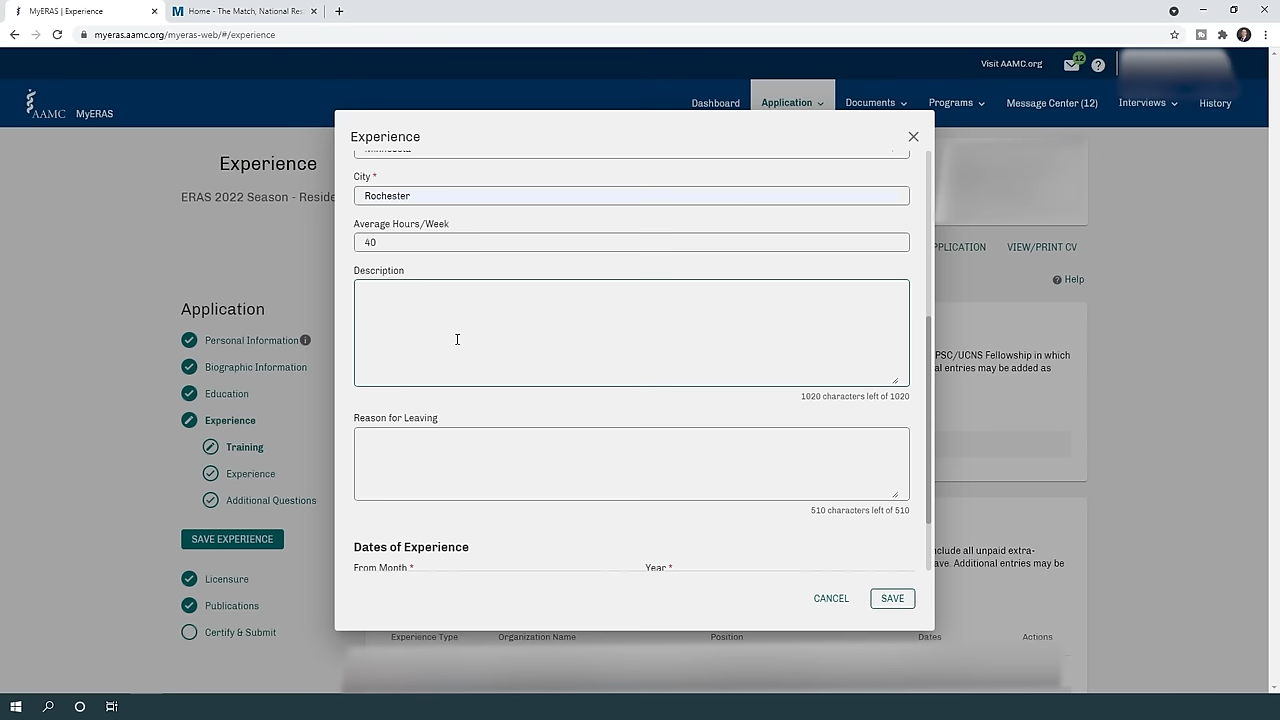 MyERAS | Experience
Home - The Match, National Res
myeras.aamc.org/myeras-web/#/experience
Visit AAMC.org
12
AAMC MyERAS
Dashboard
Application
Documents
Programs
Message Center (12)
Interviews
History
Experience
ERAS 2022 Season - Reside
PPLICATION
VIEW/PRINT CV
Help
Application
Personal Information
Biographic Information
Education
Experience
Training
Experience
Additional Questions
SAVE EXPERIENCE
Licensure
Publications
Certify & Submit
Experience
Minnesota
City *
Rochester
Average Hours/Week
40
Description
1020 characters left of 1020
Reason for Leaving
510 characters left of 510
Dates of Experience
From Month *
Year *
CANCEL
SAVE
PSC/UCNS Fellowship in which
al entries may be added as
nclude all unpaid extra-
ave. Additional entries may be
Experience Type
Organization Name
Position
Dates
Actions